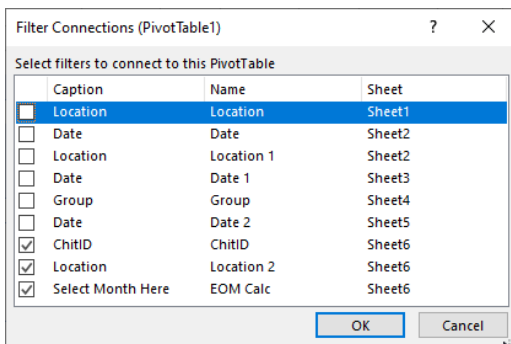 Filter Connections (PivotTable1) ? ×
Select filters to connect to this PivotTable
Caption Name Sheet
Location Location Sheet1
Date Date Sheet2
Location Location 1 Sheet2
Date Date 1 Sheet3
Group Group Sheet4
Date Date 2 Sheet5
ChitID ChitID Sheet6
Location Location 2 Sheet6
Select Month Here EOM Calc Sheet6
OK Cancel